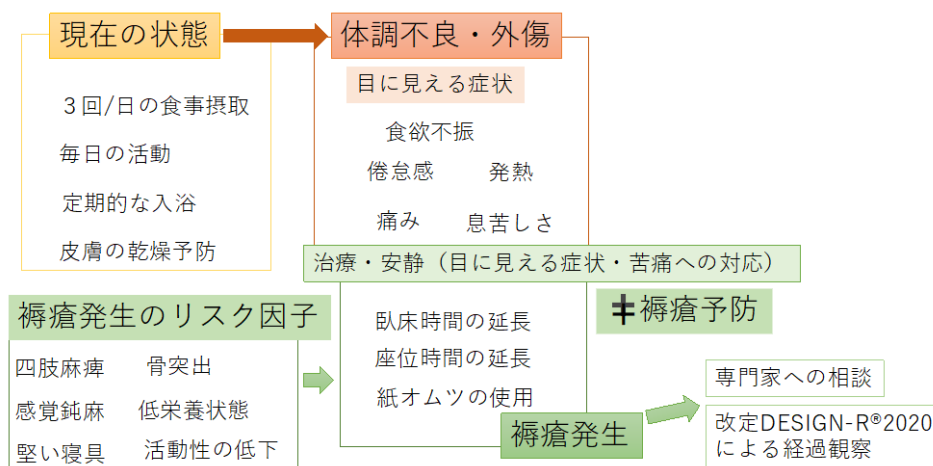 現在の状態
３回/日の食事摂取
毎日の活動
定期的な入浴
皮膚の乾燥予防
体調不良・外傷
目に見える症状
食欲不振
倦怠感 発熱
痛み 息苦しさ
治療・安静（目に見える症状・苦痛への対応）
褥瘡発生のリスク因子
四肢麻痺 骨突出
感覚鈍麻 低栄養状態
堅い寝具 活動性の低下
臥床時間の延長
座位時間の延長
紙オムツの使用
≠褥瘡予防
褥瘡発生
専門家への相談
改定DESIGN-R®2020
による経過観察